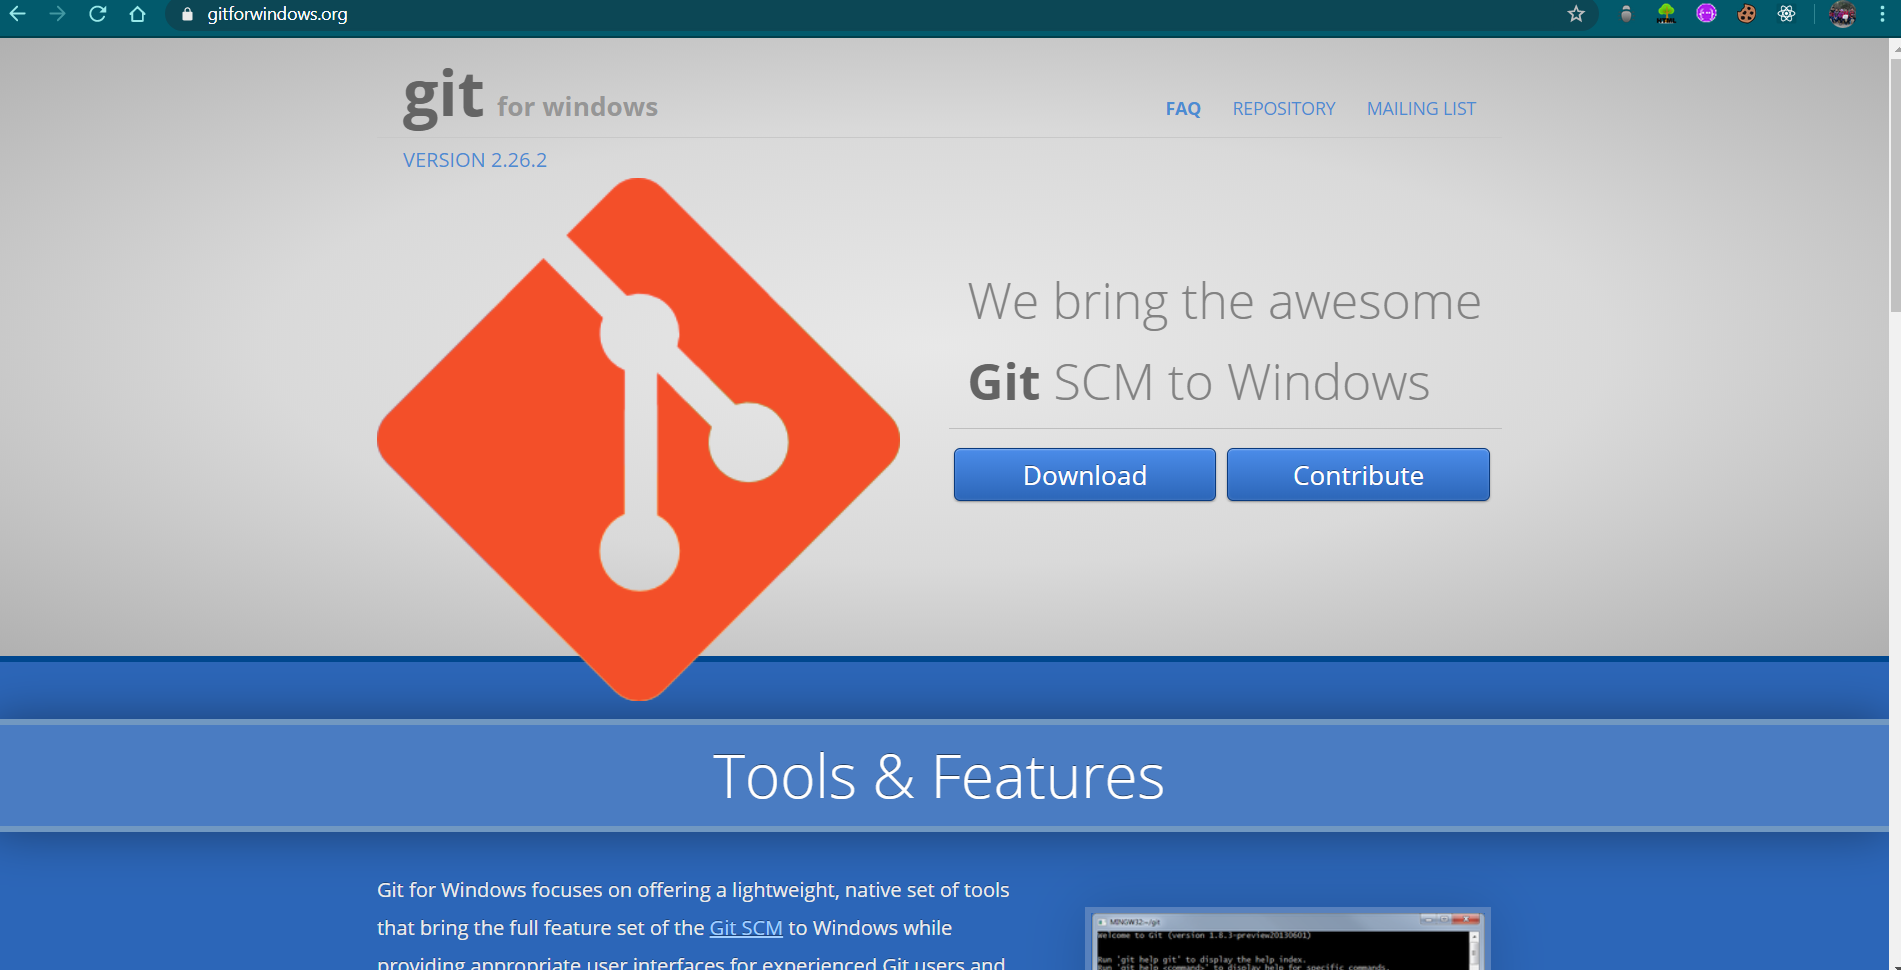 gitforwindows.org
git for windows
FAQ REPOSITORY MAILING LIST
VERSION 2.26.2
We bring the awesome
Git SCM to Windows
Download Contribute
Tools & Features
Git for Windows focuses on offering a lightweight, native set of tools
that bring the full feature set of the Git SCM to Windows while
providing appropriate user interfaces for experienced Git users and
MINGW32:~/git
Welcome to Git (version 1.8.3-preview20130601)
Run 'git help git' to display the help index.
Run 'git help <command>' to display help for specific commands.